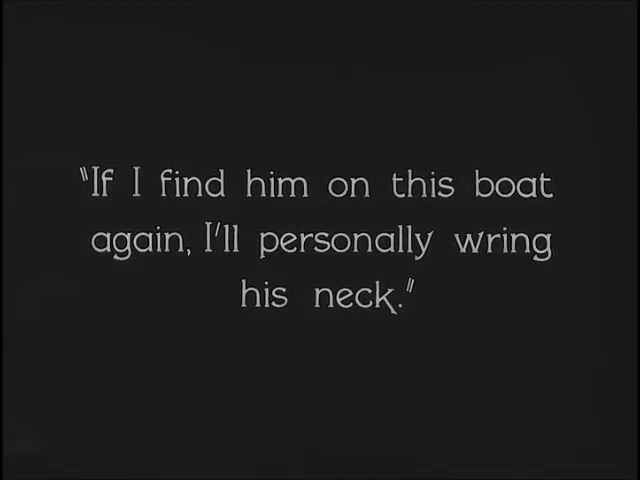 "If I find him on this boat
again, I'll personally wring
his neck."